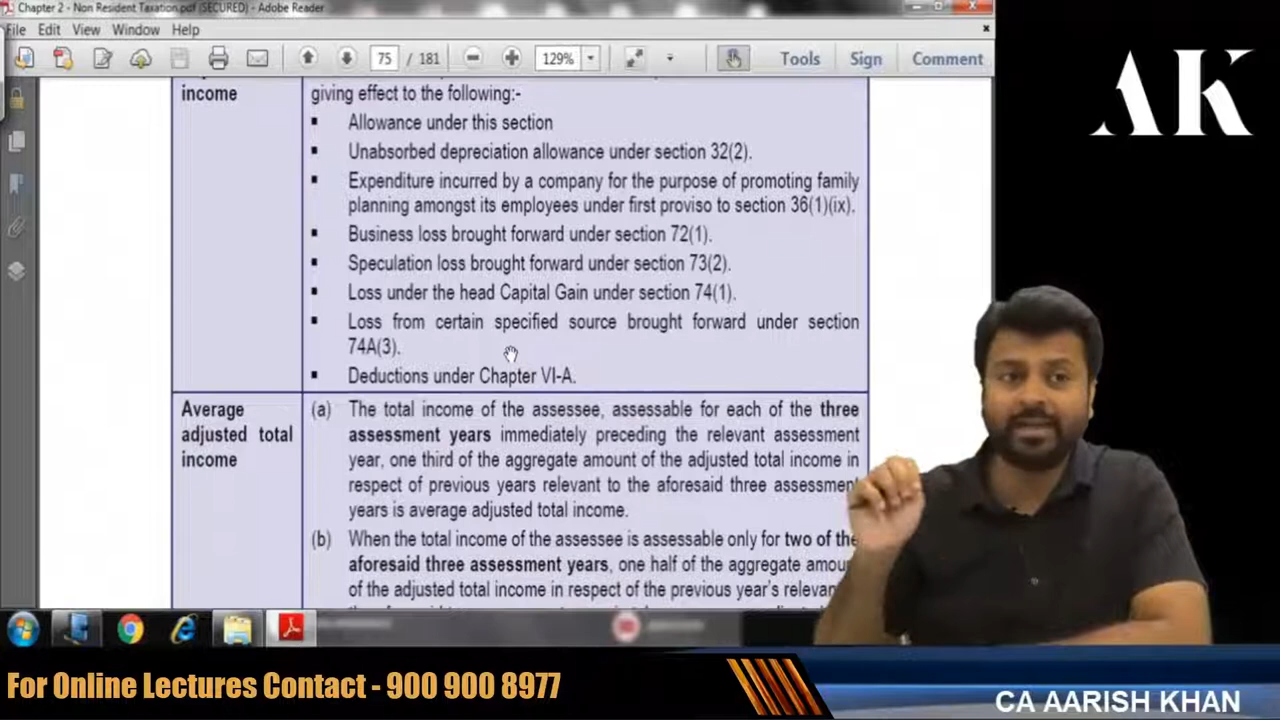 Chapter 2 - Non Resident Taxation.pdf (SECURED) - Adobe Reader
File Edit View Window Help
75 / 181 129% Tools Sign Comment
AK
income
giving effect to the following:-
▪ Allowance under this section
▪ Unabsorbed depreciation allowance under section 32(2).
▪ Expenditure incurred by a company for the purpose of promoting family
planning amongst its employees under first proviso to section 36(1)(ix).
▪ Business loss brought forward under section 72(1).
▪ Speculation loss brought forward under section 73(2).
▪ Loss under the head Capital Gain under section 74(1).
▪ Loss from certain specified source brought forward under section
74A(3).
▪ Deductions under Chapter VI-A.
Average
adjusted total
income
(a) The total income of the assessee, assessable for each of the three
assessment years immediately preceding the relevant assessment
year, one third of the aggregate amount of the adjusted total income in
respect of previous years relevant to the aforesaid three assessment
years is average adjusted total income.
(b) When the total income of the assessee is assessable only for two of the
aforesaid three assessment years, one half of the aggregate amou
of the adjusted total income in respect of the previous year's relevan
For Online Lectures Contact - 900 900 8977
CA AARISH KHAN